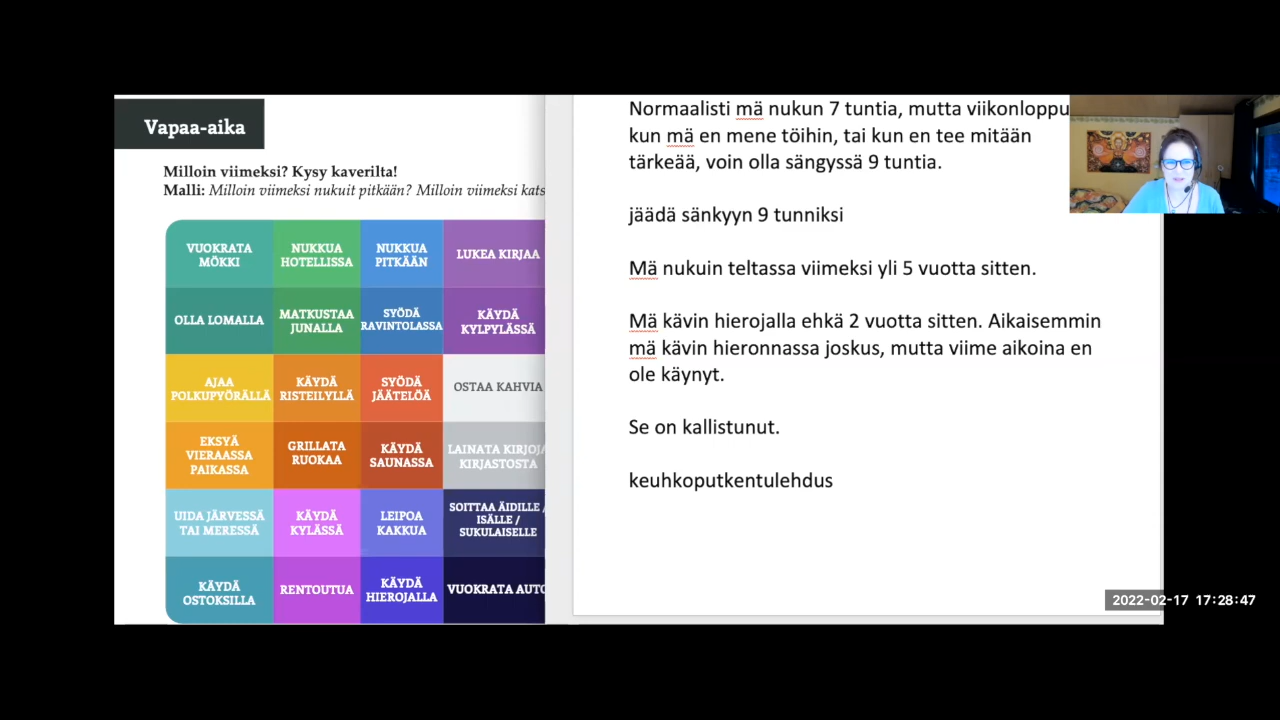 Vapaa-aika
Milloin viimeksi? Kysy kaverilta!
Malli: Milloin viimeksi nukuit pitkään? Milloin viimeksi kats
VUOKRATA
MÖKKI
NUKKUA
HOTELLISSA
NUKKUA
PITKÄÄN
LUKEA KIRJAA
OLLA LOMALLA
MATKUSTAA
JUNALLA
SYÖDÄ
RAVINTOLASSA
KÄYDÄ
KYLPYLÄSSÄ
AJAA
POLKUPYÖRÄLLÄ
KÄYDÄ
RISTEILYLLÄ
SYÖDÄ
JÄÄTELÖÄ
OSTAA KAHVIA
EKSYÄ
VIERAASSA
PAIKASSA
GRILLATA
RUOKAA
KÄYDÄ
SAUNASSA
LAINATA KIRJOJA
KIRJASTOSTA
UIDA JÄRVESSÄ
TAI MERESSÄ
KÄYDÄ
KYLÄSSÄ
LEIPOA
KAKKUA
SOITTAA ÄIDILLE /
ISÄLLE /
SUKULAISELLE
KÄYDÄ
OSTOKSILLA
RENTOUTUA
KÄYDÄ
HIEROJALLA
VUOKRATA AUTO
Normaalisti mä nukun 7 tuntia, mutta viikonloppu
kun mä en mene töihin, tai kun en tee mitään
tärkeää, voin olla sängyssä 9 tuntia.
jäädä sänkyyn 9 tunniksi
Mä nukuin teltassa viimeksi yli 5 vuotta sitten.
Mä kävin hierojalla ehkä 2 vuotta sitten. Aikaisemmin
mä kävin hieronnassa joskus, mutta viime aikoina en
ole käynyt.
Se on kallistunut.
keuhkoputkentulehdus
2022-02-17 17:28:47